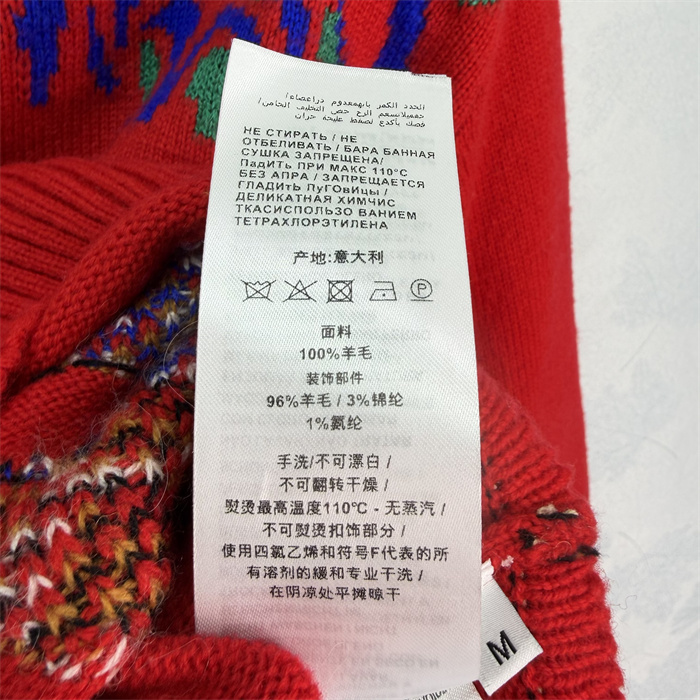 НЕ СТИРАТЬ / НЕ
ОТБЕЛИВАТЬ / БАРА БАННАЯ
СУШКА ЗАПРЕЩЕНА/
ПадИТЬ ПРИ МАКС 110°C
БЕЗ АПРА / ЗАПРЕЩАЕТСЯ
ГЛАДИть ПуГОВИцы /
ДЕЛИКАТНАЯ ХИМЧИС
ТКАСИСПОЛЬЗО ВАНИЕМ
ТЕТРАХЛОРЭТИЛЕНА
产地:意大利
P
面料
100%羊毛
装饰部件
96%羊毛 / 3%锦纶
1%氨纶
手洗/不可漂白 /
不可翻转干燥 /
熨烫最高温度110℃ - 无蒸汽 /
不可熨烫扣饰部分 /
使用四氯乙烯和符号F代表的所
有溶剂的緩和专业干洗 /
在阴凉处平摊晾干
M